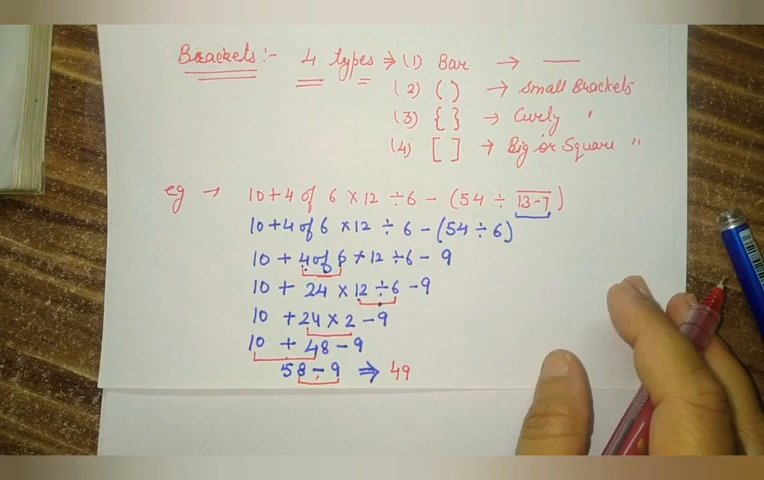 Brackets :- 4 types ⇒ (1) Bar → —
(2) ( ) → Small Brackets
(3) { } → Curly "
(4) [ ] → Big or Square "
eg → 10 + 4 of 6 × 12 ÷ 6 - (54 ÷ 1̅3̅-̅7̅)
10 + 4 of 6 × 12 ÷ 6 - (54 ÷ 6)
10 + 4 of 6 × 12 ÷ 6 - 9
10 + 24 × 12 ÷ 6 - 9
10 + 24 × 2 - 9
10 + 48 - 9
58 - 9 ⇒ 49